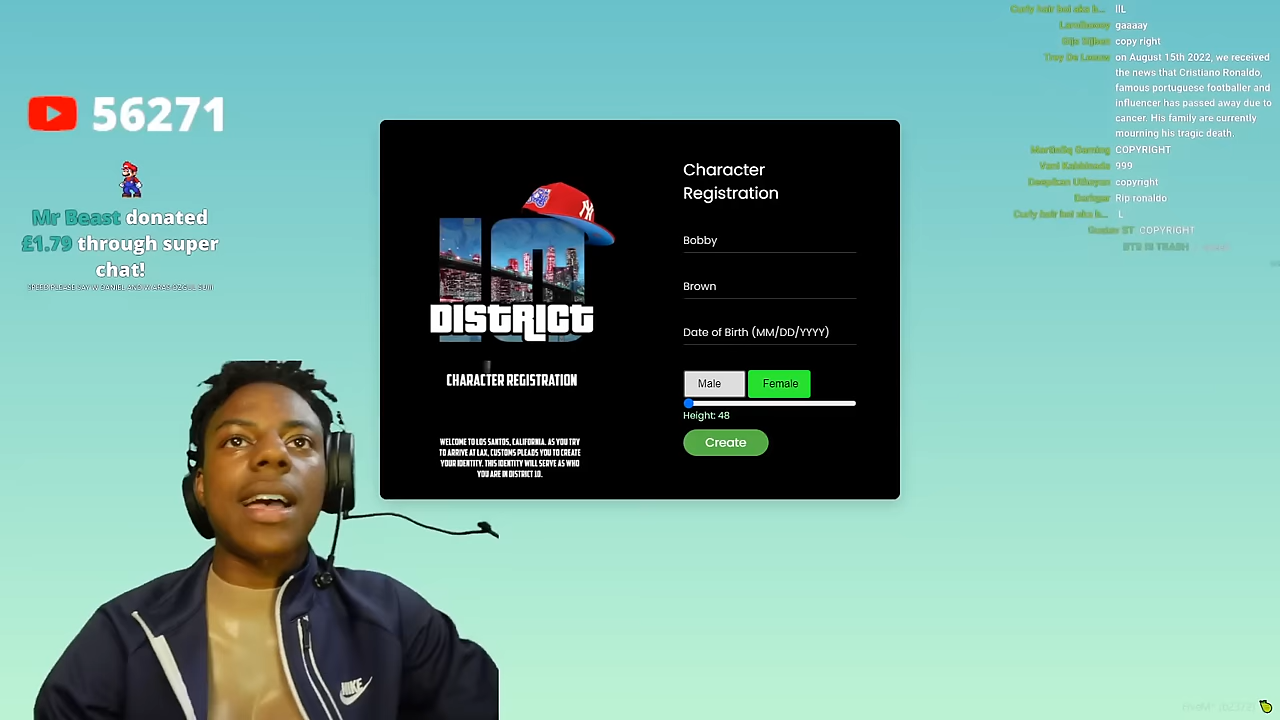 56271
Mr Beast donated
£1.79 through super
chat!
DISTRICT
CHARACTER REGISTRATION
WELCOME TO LOS SANTOS, CALIFORNIA. AS YOU TRY
TO ARRIVE AT LAX, CUSTOMS PLEADS YOU TO CREATE
YOUR IDENTITY. THIS IDENTITY WILL SERVE AS WHO
YOU ARE IN DISTRICT 10.
Character
Registration
Bobby
Brown
Date of Birth (MM/DD/YYYY)
Male Female
Height: 48
Create
NIKE
gaaaay
copy right
on August 15th 2022, we received
the news that Cristiano Ronaldo,
famous portuguese footballer and
influencer has passed away due to
cancer. His family are currently
mourning his tragic death.
Gaming COPYRIGHT
999
copyright
Rip ronaldo
Curly hair boi aka b... L
COPYRIGHT